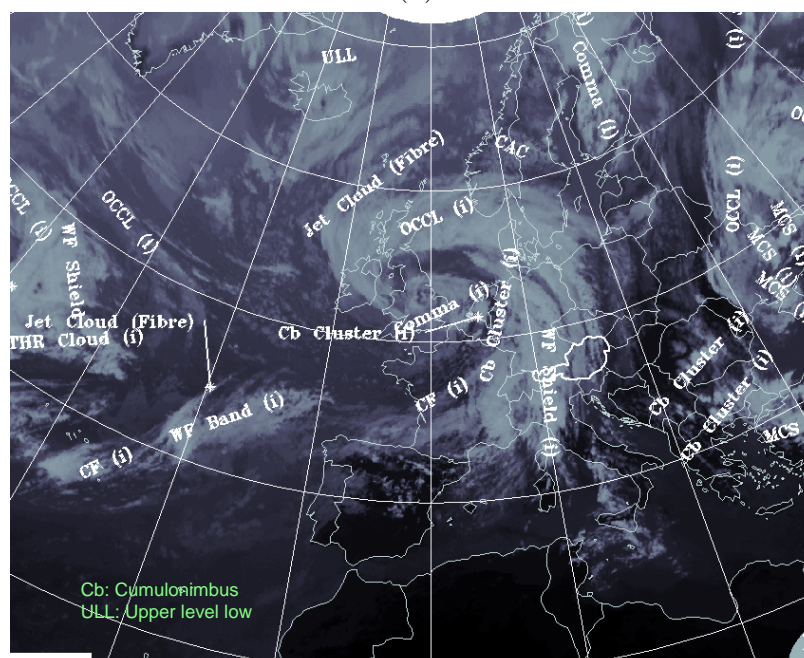 (i)
(i)
ULL
Comma (i)
CAC
Jet Cloud (Fibre)
OCCL (i)
OCCL (i)
OCCL (i)
OCCL (i)
WF Shield
MCS
MCS (i)
MCS
Jet Cloud (Fibre)
THR Cloud (i)
Cb Cluster (i)
Comma (i)
Cb Cluster (i)
WF Shield (i)
CF (i)
Cb Cluster (i)
Cb Cluster (i)
MCS
WF Band (i)
CF (i)
Cb: Cumulonimbus
ULL: Upper level low